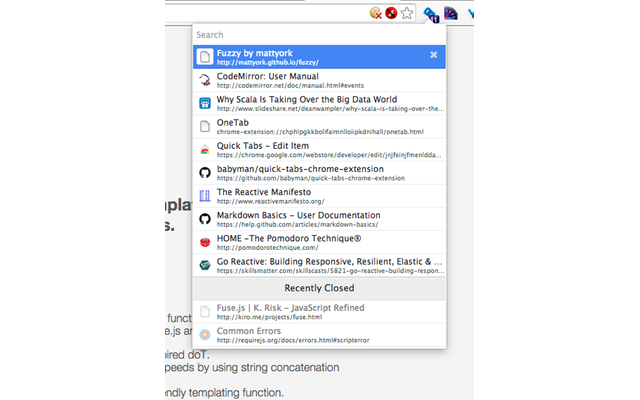 1
Search
Fuzzy by mattyork
http://mattyork.github.io/fuzzy/
CodeMirror: User Manual
http://codemirror.net/doc/manual.html#events
Why Scala Is Taking Over the Big Data World
http://www.slideshare.net/deanwampler/why-scala-is-taking-over-the-...
OneTab
chrome-extension://chphlpgkkbolifaimnlloiipkdnihall/onetab.html
Quick Tabs – Edit Item
https://chrome.google.com/webstore/developer/edit/jnjfeinjfmenldda...
babyman/quick-tabs-chrome-extension
https://github.com/babyman/quick-tabs-chrome-extension
The Reactive Manifesto
http://www.reactivemanifesto.org/
Markdown Basics – User Documentation
https://help.github.com/articles/markdown-basics/
HOME –The Pomodoro Technique®
http://pomodorotechnique.com/
Go Reactive: Building Responsive, Resilient, Elastic & ...
https://skillsmatter.com/skillscasts/5821-go-reactive-building-respon...
Recently Closed
Fuse.js | K. Risk – JavaScript Refined
http://kiro.me/projects/fuse.html
Common Errors
http://requirejs.org/docs/errors.html#scripterror
mplat
s.
funct
e.js ar
pired doT.
peeds by using string concatenation
endly templating function.